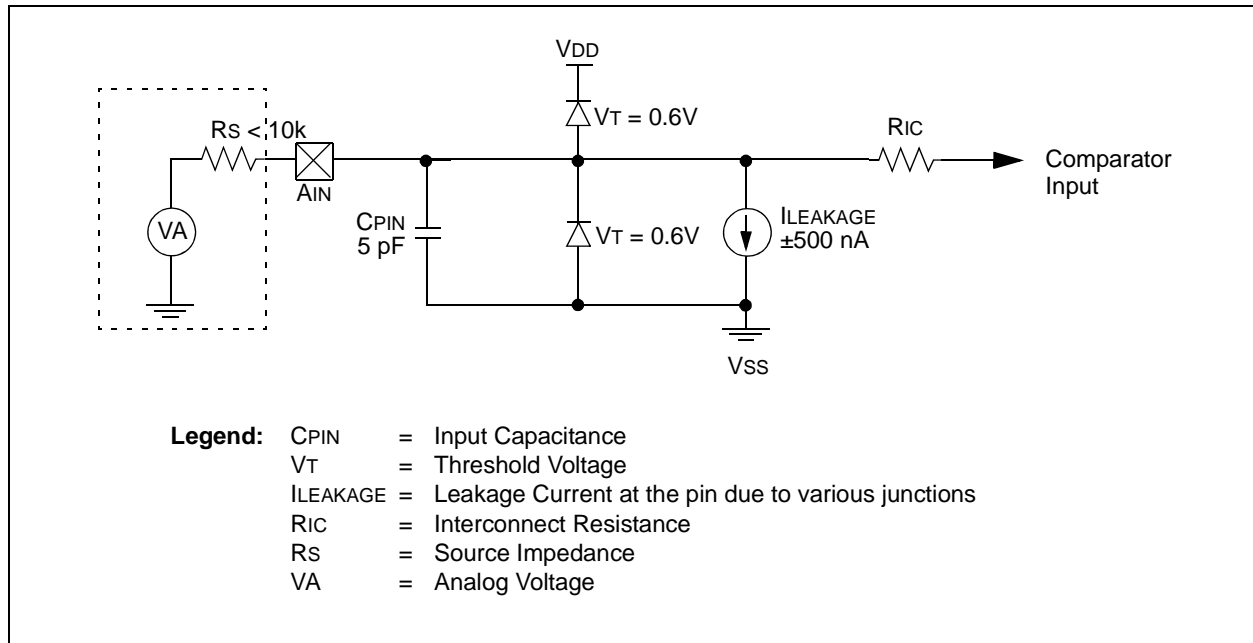 VDD
VT = 0.6V
RS < 10k
RIC
AIN
Comparator
Input
VA
CPIN
5 pF
VT = 0.6V
ILEAKAGE
±500 nA
VSS
Legend: CPIN = Input Capacitance
VT = Threshold Voltage
ILEAKAGE = Leakage Current at the pin due to various junctions
RIC = Interconnect Resistance
RS = Source Impedance
VA = Analog Voltage